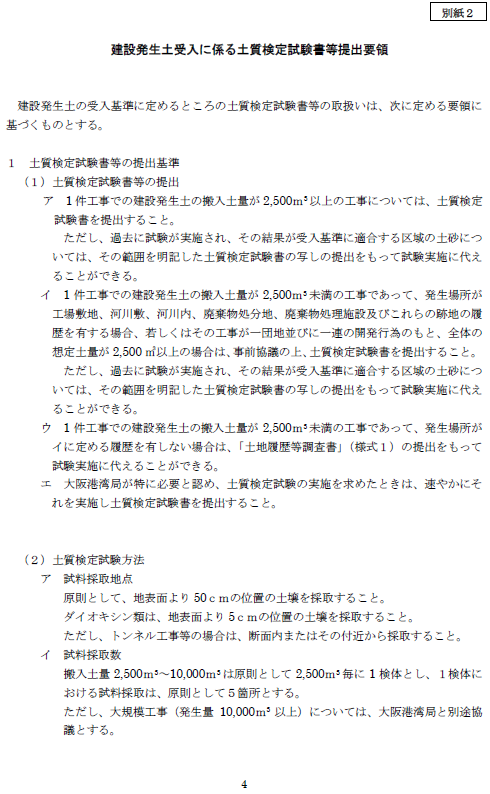 別紙２
建設発生土受入に係る土質検定試験書等提出要領
建設発生土の受入基準に定めるところの土質検定試験書等の取扱いは、次に定める要領に
基づくものとする。
１　土質検定試験書等の提出基準
（１）土質検定試験書等の提出
ア　1 件工事での建設発生土の搬入土量が 2,500m³以上の工事については、土質検定
試験書を提出すること。
ただし、過去に試験が実施され、その結果が受入基準に適合する区域の土砂につ
いては、その範囲を明記した土質検定試験書の写しの提出をもって試験実施に代え
ることができる。
イ　1 件工事での建設発生土の搬入土量が 2,500m³未満の工事であって、発生場所が
工場敷地、河川敷、河川内、廃棄物処分地、廃棄物処理施設及びこれらの跡地の履
歴を有する場合、若しくはその工事が一団地並びに一連の開発行為のもと、全体の
想定土量が 2,500 ㎥以上の場合は、事前協議の上、土質検定試験書を提出すること。
ただし、過去に試験が実施され、その結果が受入基準に適合する区域の土砂につ
いては、その範囲を明記した土質検定試験書の写しの提出をもって試験実施に代え
ることができる。
ウ　1 件工事での建設発生土の搬入土量が 2,500m³未満の工事であって、発生場所が
イに定める履歴を有しない場合は、「土地履歴等調査書」（様式１）の提出をもって
試験実施に代えることができる。
エ　大阪港湾局が特に必要と認め、土質検定試験の実施を求めたときは、速やかにそ
れを実施し土質検定試験書を提出すること。
（２）土質検定試験方法
ア　試料採取地点
原則として、地表面より 50ｃｍの位置の土壌を採取すること。
ダイオキシン類は、地表面より 5ｃｍの位置の土壌を採取すること。
ただし、トンネル工事等の場合は、断面内またはその付近から採取すること。
イ　試料採取数
搬入土量 2,500m³～10,000m³は原則として 2,500m³毎に 1 検体とし、１検体に
おける試料採取は、原則として５箇所とする。
ただし、大規模工事（発生量 10,000m³ 以上）については、大阪港湾局と別途協
議とする。
4